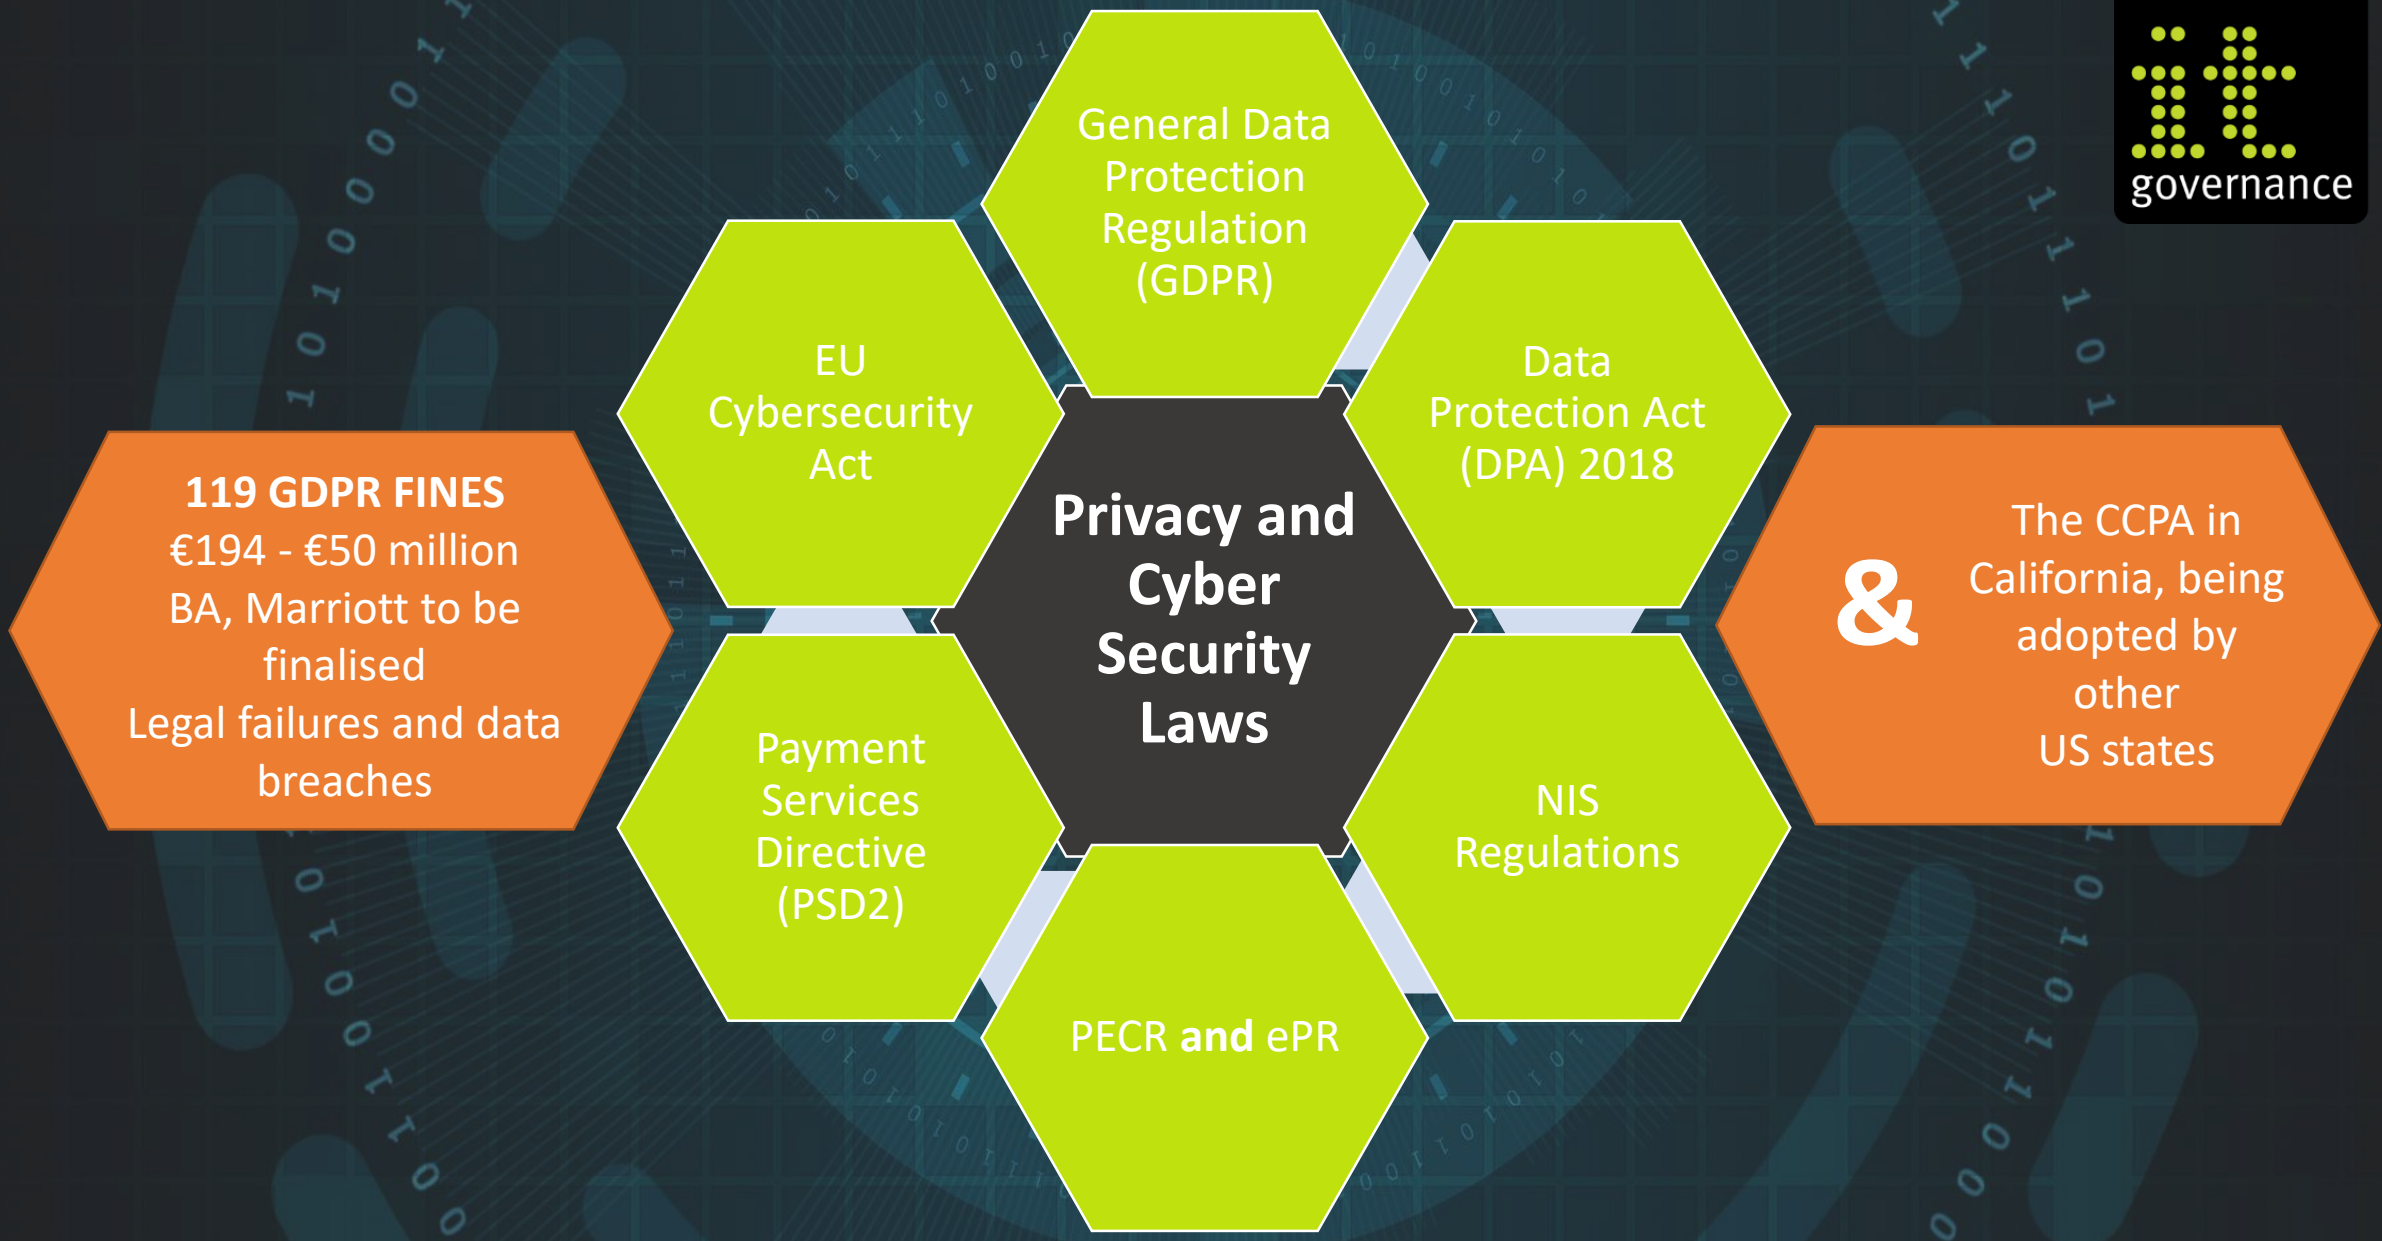 governance
General Data
Protection
Regulation
(GDPR)
EU
Cybersecurity
Act
Data
Protection Act
(DPA) 2018
119 GDPR FINES
€194 - €50 million
BA, Marriott to be
finalised
Legal failures and data
breaches
Privacy and
Cyber
Security
Laws
&
The CCPA in
California, being
adopted by
other
US states
Payment
Services
Directive
(PSD2)
NIS
Regulations
PECR and ePR
it